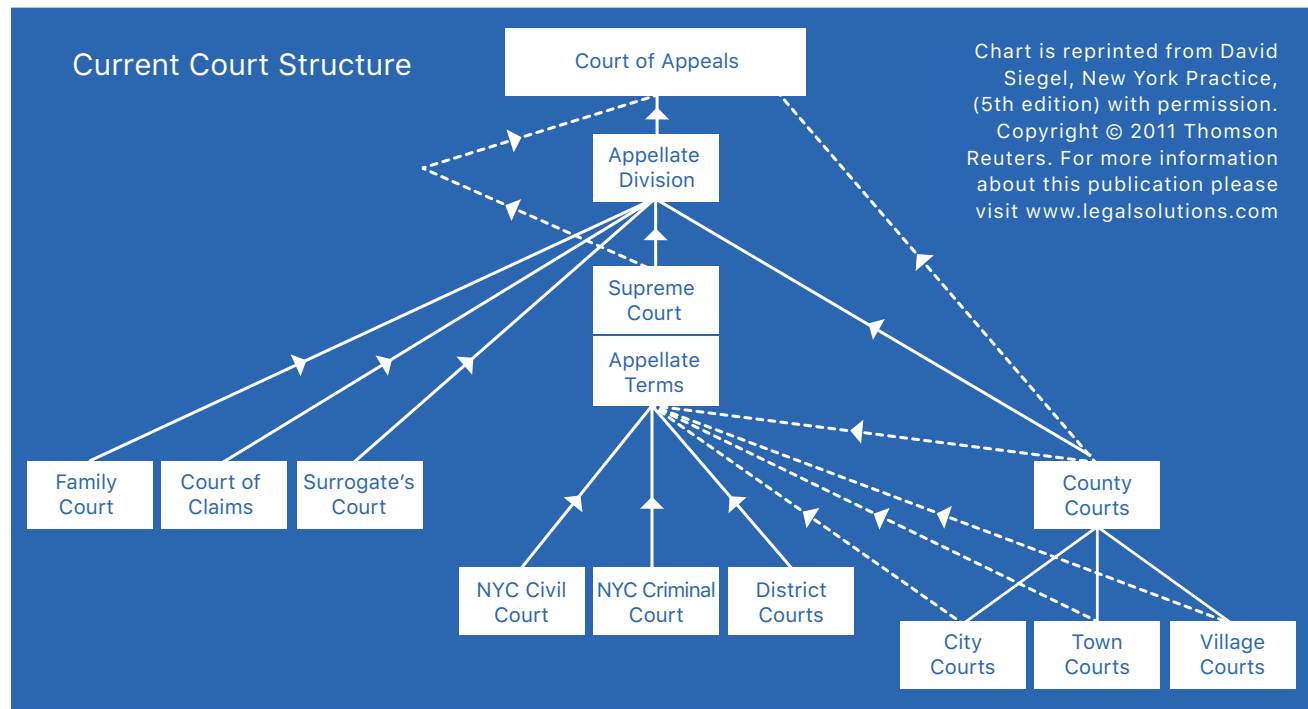 Current Court Structure
Court of Appeals
Chart is reprinted from David
Siegel, New York Practice,
(5th edition) with permission.
Copyright © 2011 Thomson
Reuters. For more information
about this publication please
visit www.legalsolutions.com
Appellate
Division
Supreme
Court
Appellate
Terms
Family
Court
Court of
Claims
Surrogate’s
Court
County
Courts
NYC Civil
Court
NYC Criminal
Court
District
Courts
City
Courts
Town
Courts
Village
Courts